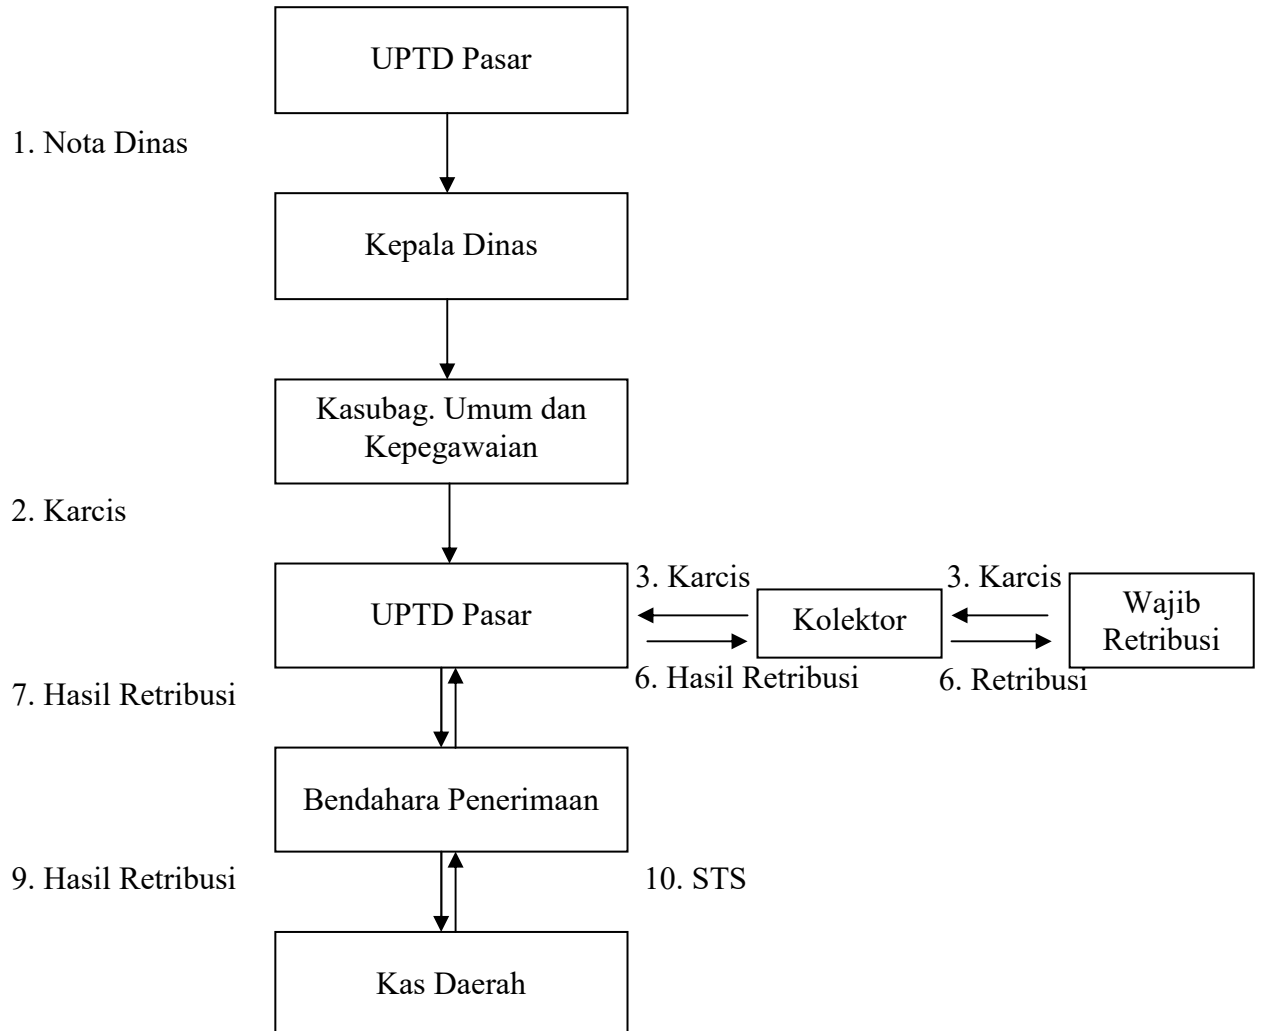 UPTD Pasar
1. Nota Dinas
Kepala Dinas
Kasubag. Umum dan
Kepegawaian
2. Karcis
UPTD Pasar
3. Karcis
Kolektor
3. Karcis
Wajib
Retribusi
6. Hasil Retribusi
6. Retribusi
7. Hasil Retribusi
Bendahara Penerimaan
9. Hasil Retribusi
10. STS
Kas Daerah